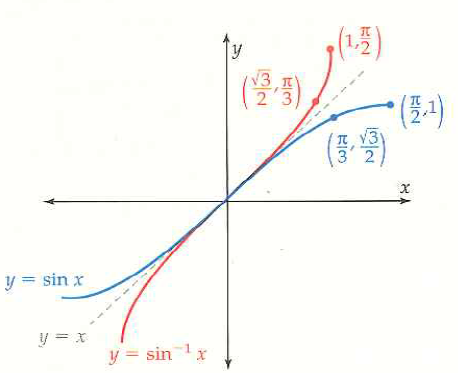 y
(1, π/2)
(√3/2, π/3)
(π/2, 1)
(π/3, √3/2)
x
y = sin x
y = x
y = sin⁻¹ x